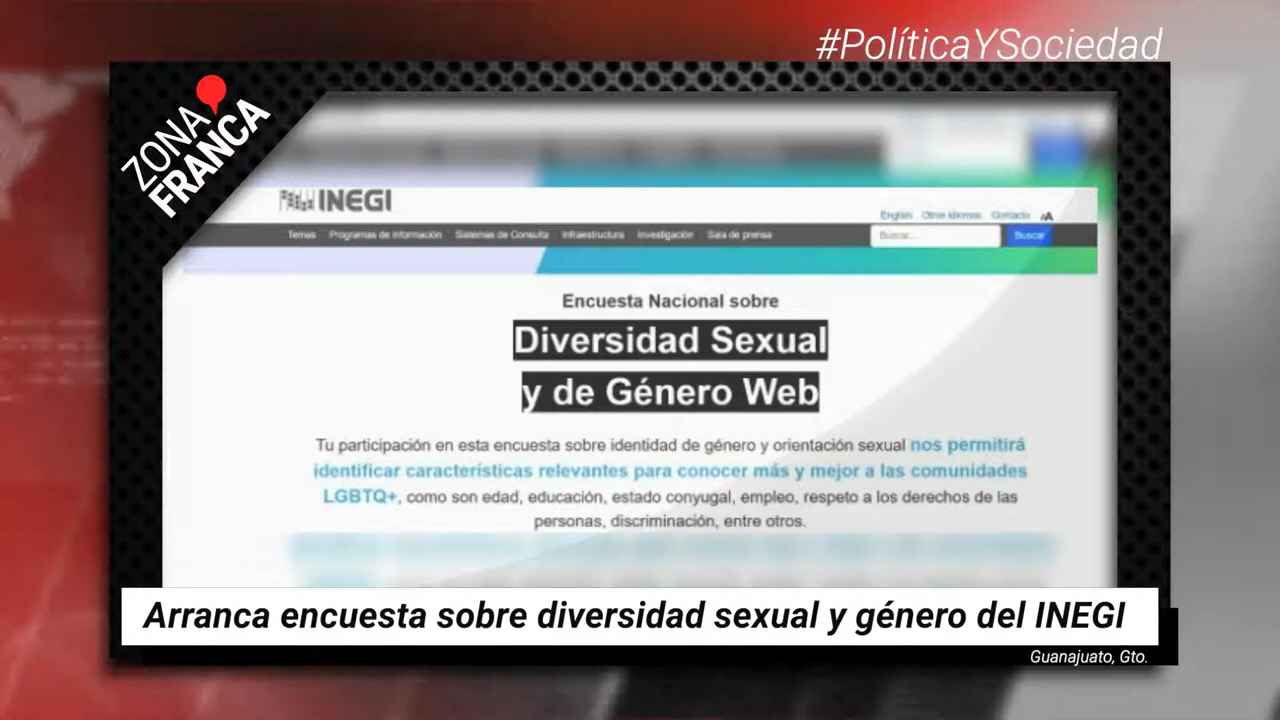 #PolíticaYSociedad
ZONA
FRANCA
INEGI
English Otros idiomas Contacto AA
Temas Programas de Información Sistemas de Consulta Infraestructura Investigación Sala de prensa
Buscar... Buscar
Encuesta Nacional sobre
Diversidad Sexual
y de Género Web
Tu participación en esta encuesta sobre identidad de género y orientación sexual nos permitirá
identificar características relevantes para conocer más y mejor a las comunidades
LGBTQ+, como son edad, educación, estado conyugal, empleo, respeto a los derechos de las
personas, discriminación, entre otros.
Arranca encuesta sobre diversidad sexual y género del INEGI
Guanajuato, Gto.